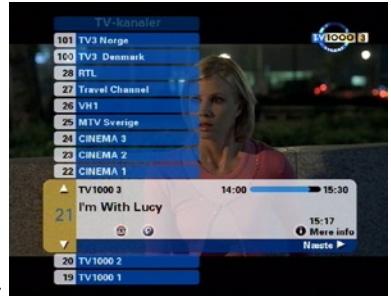 TV-kanaler
101 TV3 Norge
TV1000 3
100 TV3 Danmark
28 RTL
27 Travel Channel
26 VH1
25 MTV Sverige
24 CINEMA 3
23 CINEMA 2
22 CINEMA 1
TV1000 3 14:00 15:30
21 I'm With Lucy
15:17
Mere info
Næste
20 TV1000 2
19 TV1000 1